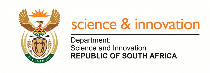 science & innovation
Department:
Science and Innovation
REPUBLIC OF SOUTH AFRICA